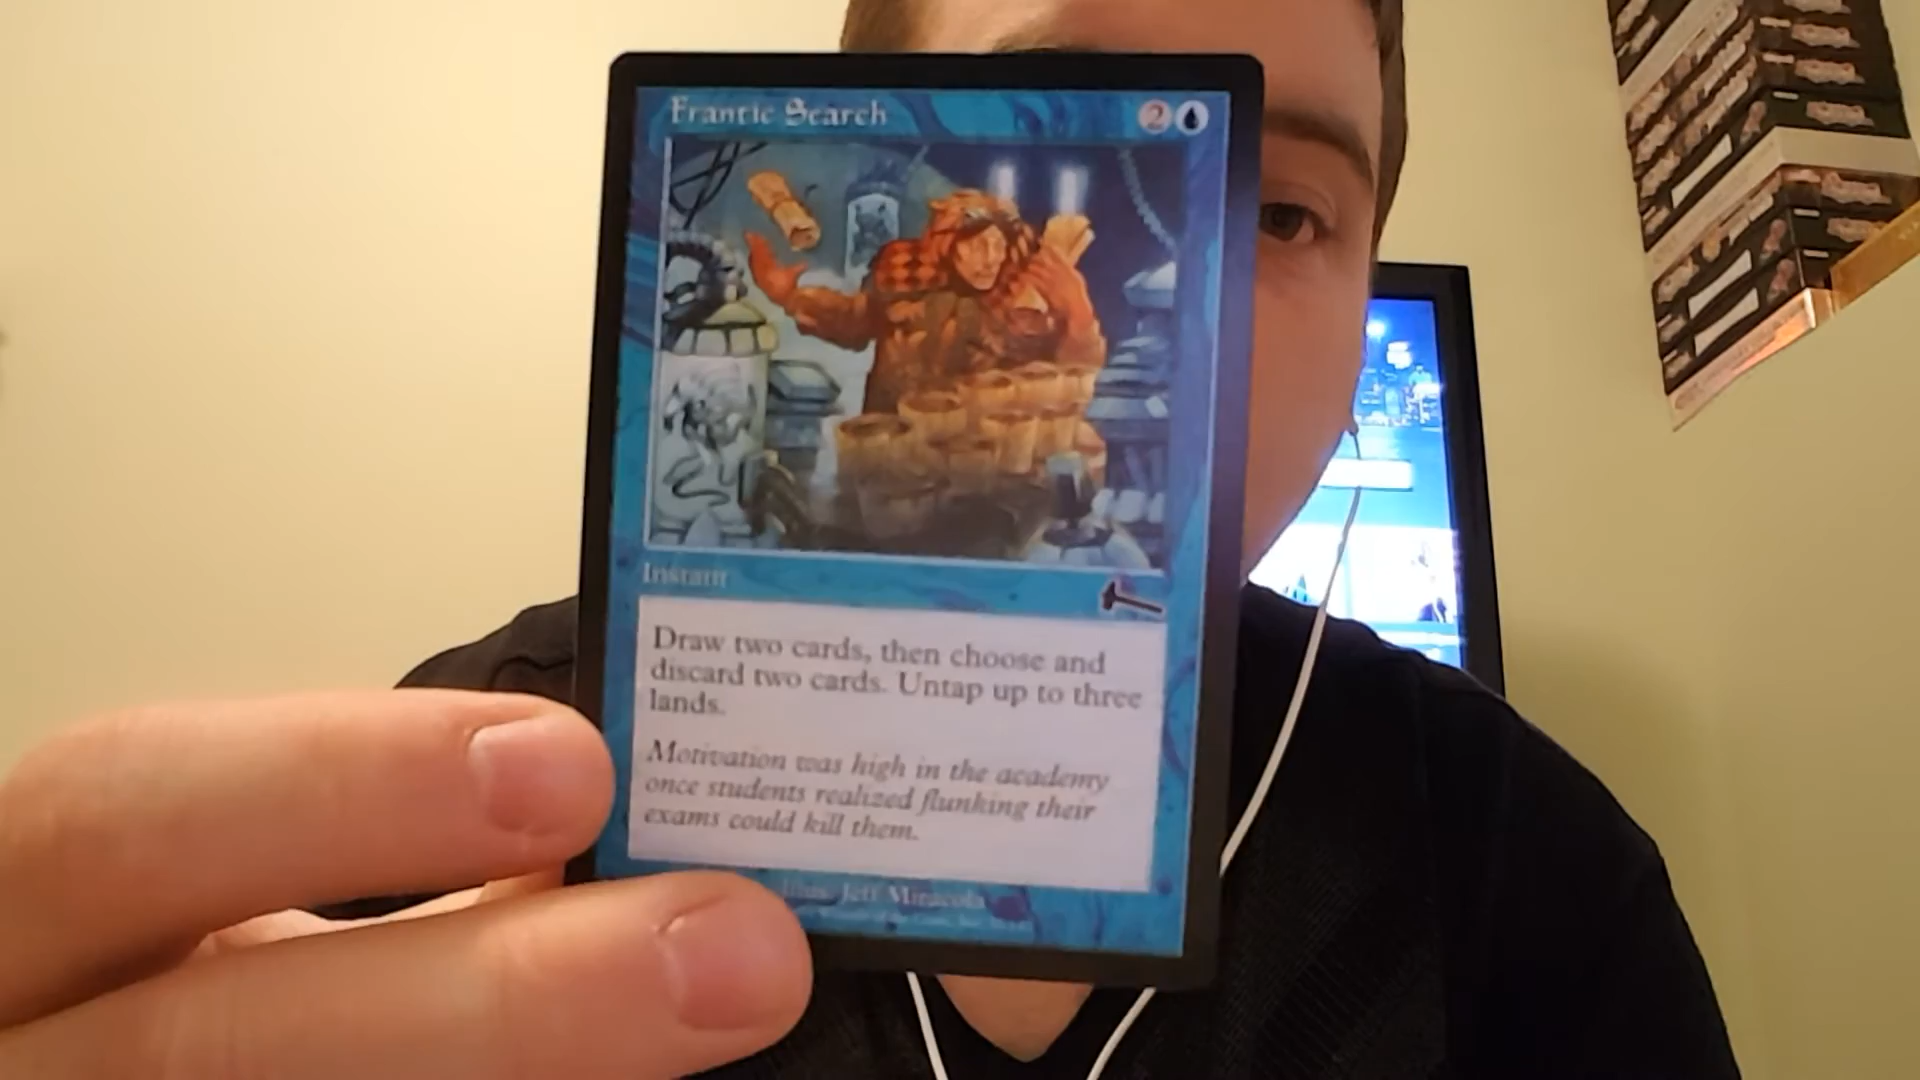 Frantic Search 2
Instant
Draw two cards, then choose and
discard two cards. Untap up to three
lands.
Motivation was high in the academy
once students realized flunking their
exams could kill them.
Illus. Jeff Miracola